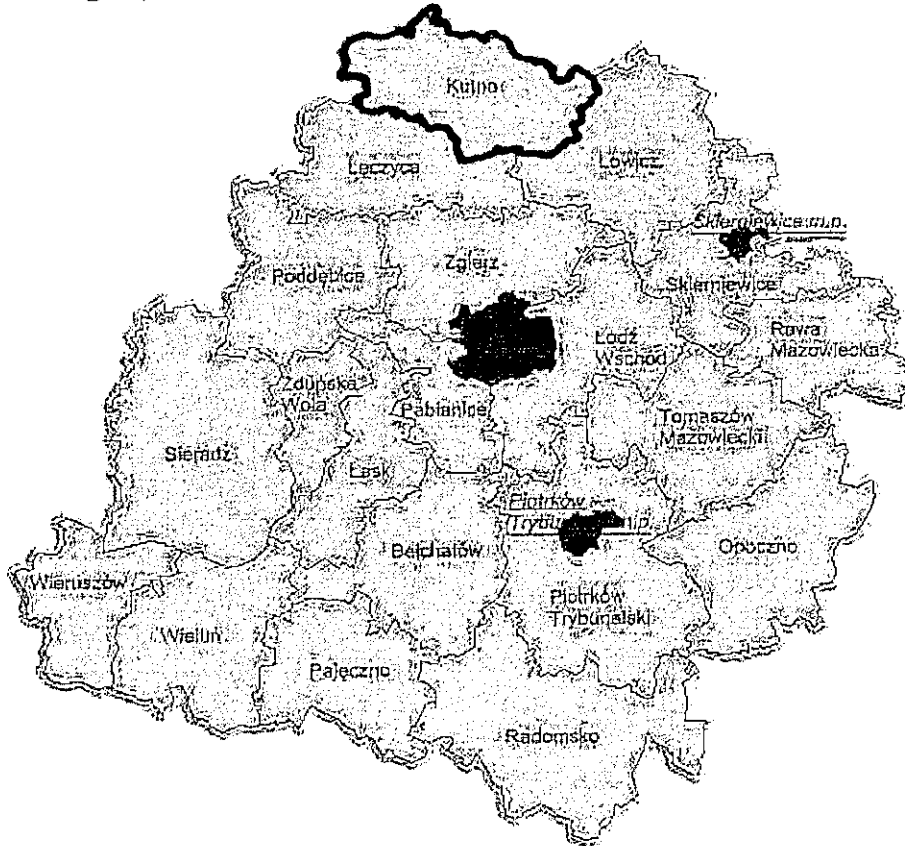 Kutno
Łęczyca
Łowicz
Skierniewice m.p.
Poddębice
Zgierz
Skierniewice
Łódź
Wschód
Rawa
Mazowiecka
Zduńska
Wola
Pabianice
Tomaszów
Mazowiecki
Sieradz
Łask
Piotrków
m.p.
Bełchatów
Opoczno
Wieruszów
Piotrków
Trybunalski
Wieluń
Pajęczno
Radomsko